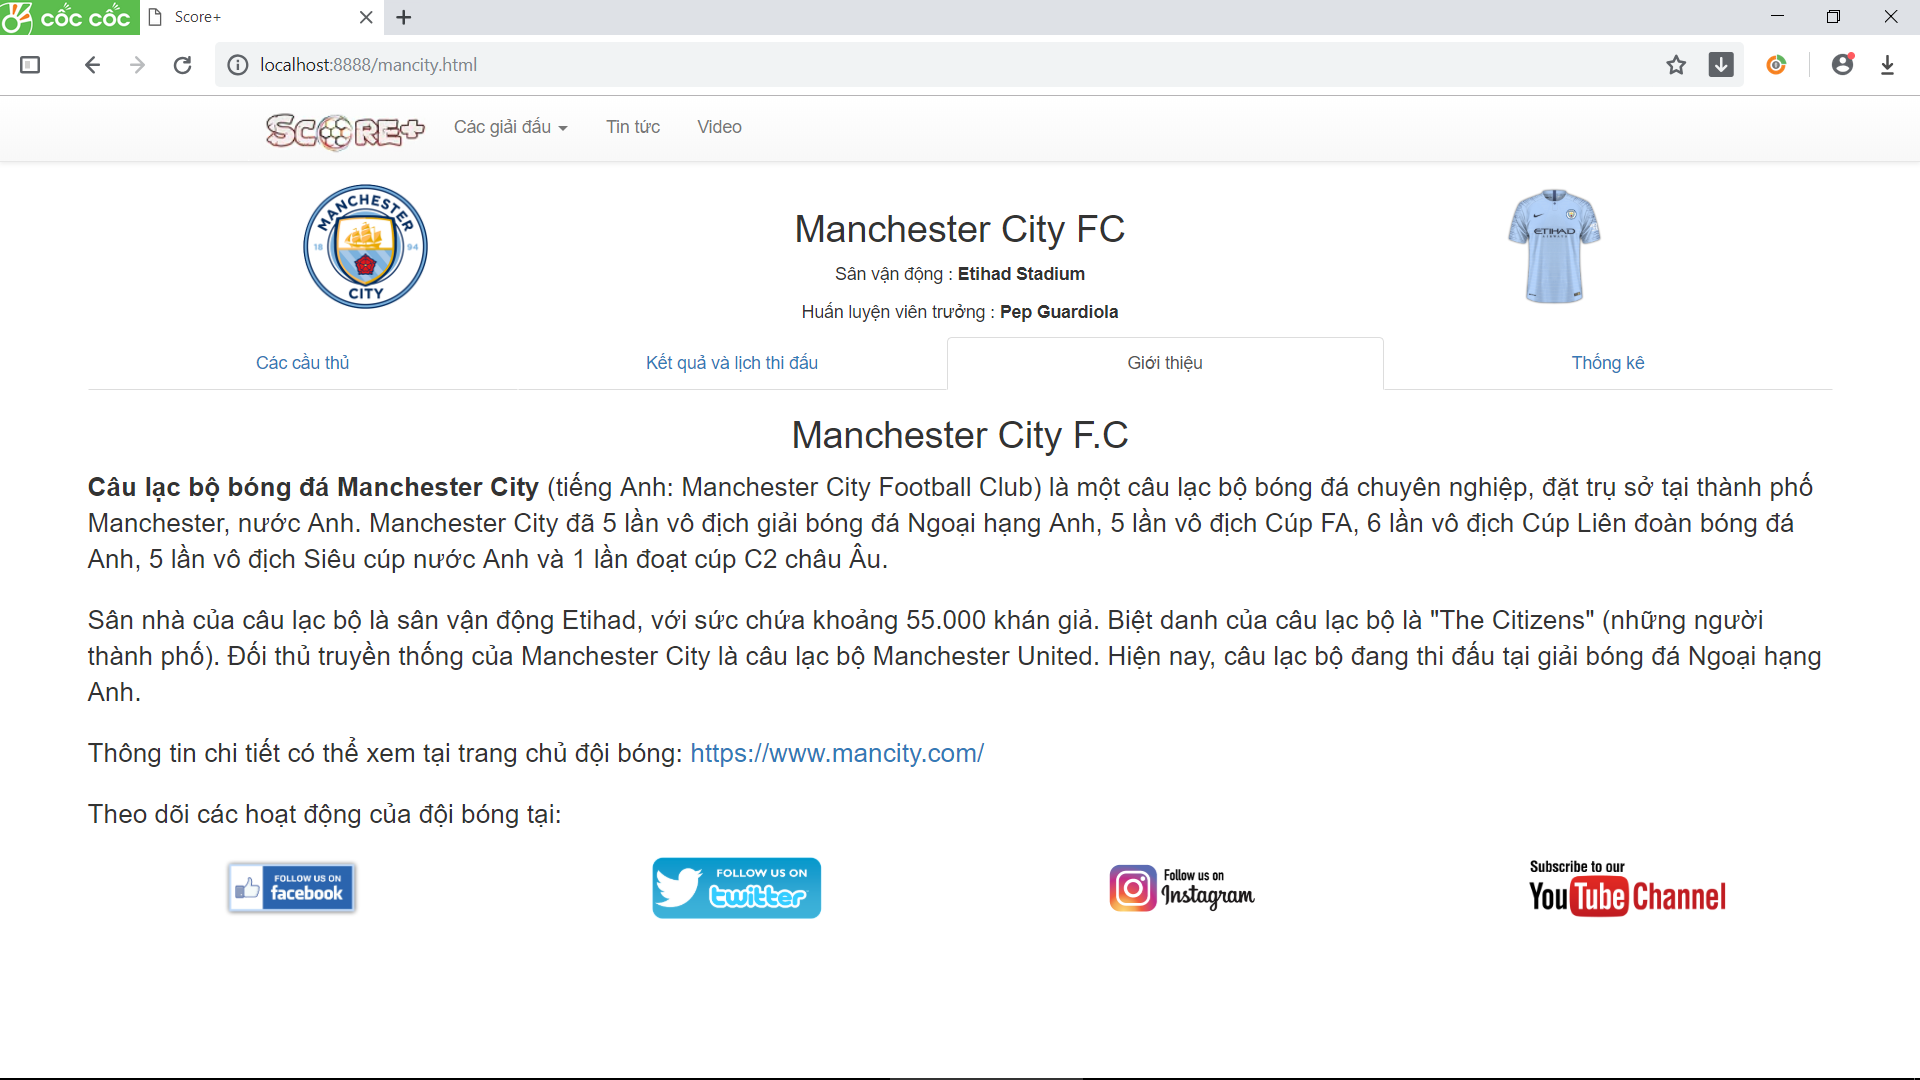 cốc cốc
Score+
localhost:8888/mancity.html
SCORE+
Các giải đấu
Tin tức
Video
MANCHESTER
18 94
CITY
Manchester City FC
Sân vận động : Etihad Stadium
Huấn luyện viên trưởng : Pep Guardiola
ETIHAD
Các cầu thủ
Kết quả và lịch thi đấu
Giới thiệu
Thống kê
Manchester City F.C
Câu lạc bộ bóng đá Manchester City (tiếng Anh: Manchester City Football Club) là một câu lạc bộ bóng đá chuyên nghiệp, đặt trụ sở tại thành phố
Manchester, nước Anh. Manchester City đã 5 lần vô địch giải bóng đá Ngoại hạng Anh, 5 lần vô địch Cúp FA, 6 lần vô địch Cúp Liên đoàn bóng đá
Anh, 5 lần vô địch Siêu cúp nước Anh và 1 lần đoạt cúp C2 châu Âu.
Sân nhà của câu lạc bộ là sân vận động Etihad, với sức chứa khoảng 55.000 khán giả. Biệt danh của câu lạc bộ là "The Citizens" (những người
thành phố). Đối thủ truyền thống của Manchester City là câu lạc bộ Manchester United. Hiện nay, câu lạc bộ đang thi đấu tại giải bóng đá Ngoại hạng
Anh.
Thông tin chi tiết có thể xem tại trang chủ đội bóng: https://www.mancity.com/
Theo dõi các hoạt động của đội bóng tại:
FOLLOW US ON
facebook
FOLLOW US ON
twitter
Follow us on
Instagram
Subscribe to our
YouTube Channel